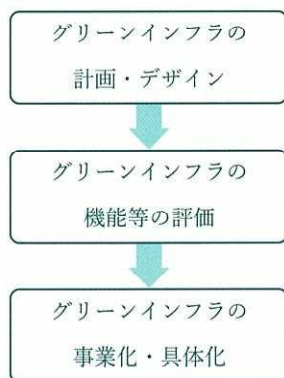 グリーンインフラの
計画・デザイン
グリーンインフラの
機能等の評価
グリーンインフラの
事業化・具体化